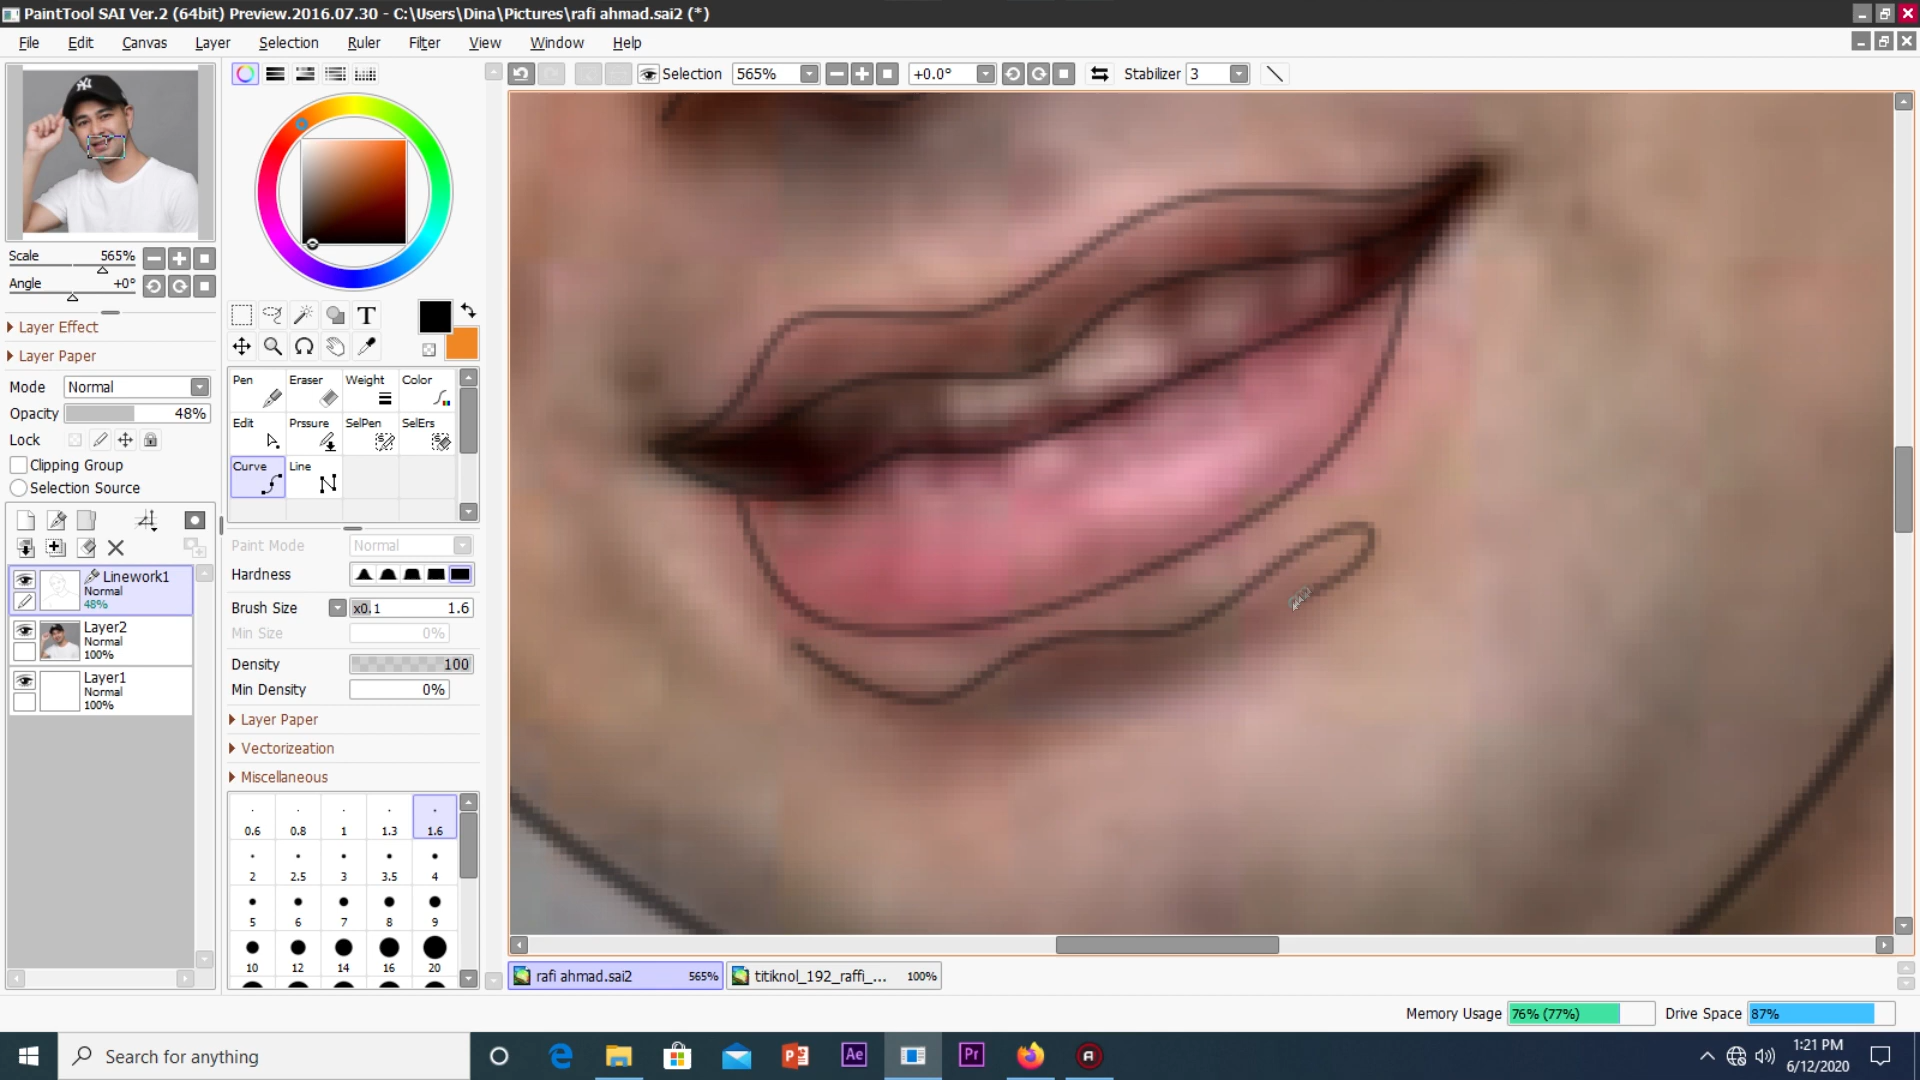 PaintTool SAI Ver.2 (64bit) Preview.2016.07.30 - C:\Users\Dina\Pictures\rafi ahmad.sai2 (*)
File Edit Canvas Layer Selection Ruler Filter View Window Help
Selection 565% +0.0° Stabilizer 3
Scale 565%
Angle +0°
Layer Effect
Layer Paper
Mode Normal
Opacity 48%
Lock
Clipping Group
Selection Source
Linework1
Normal
48%
Layer2
Normal
100%
Layer1
Normal
100%
T
Pen Eraser Weight Color
Edit Prssure SelPen SelErs
Curve Line
Paint Mode Normal
Hardness
Brush Size x0.1 1.6
Min Size 0%
Density 100
Min Density 0%
Layer Paper
Vectorizeation
Miscellaneous
0.6 0.8 1 1.3 1.6
2 2.5 3 3.5 4
5 6 7 8 9
10 12 14 16 20
rafi ahmad.sai2 565% titiknol_192_raffi_... 100%
Memory Usage 76% (77%) Drive Space 87%
Search for anything
Ae
Pr
1:21 PM
6/12/2020